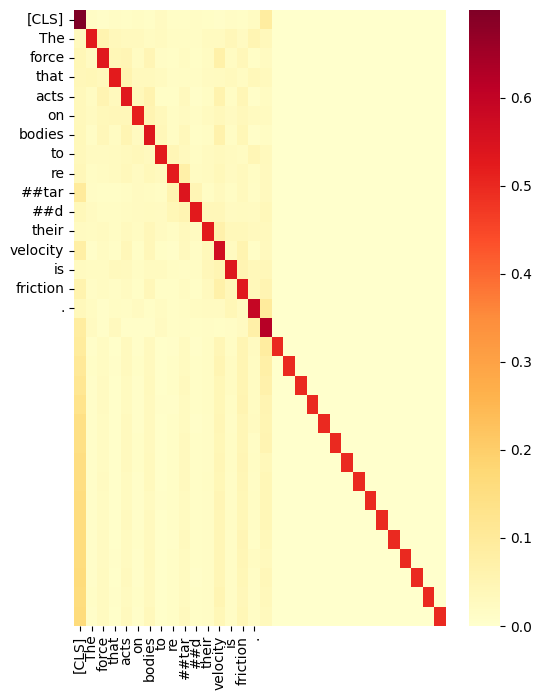 [CLS]
The
force
that
acts
on
bodies
to
re
##tar
##d
their
velocity
is
friction
.
[CLS]
The
force
that
acts
on
bodies
to
re
##tar
##d
their
velocity
is
friction
.
0.6
0.5
0.4
0.3
0.2
0.1
0.0